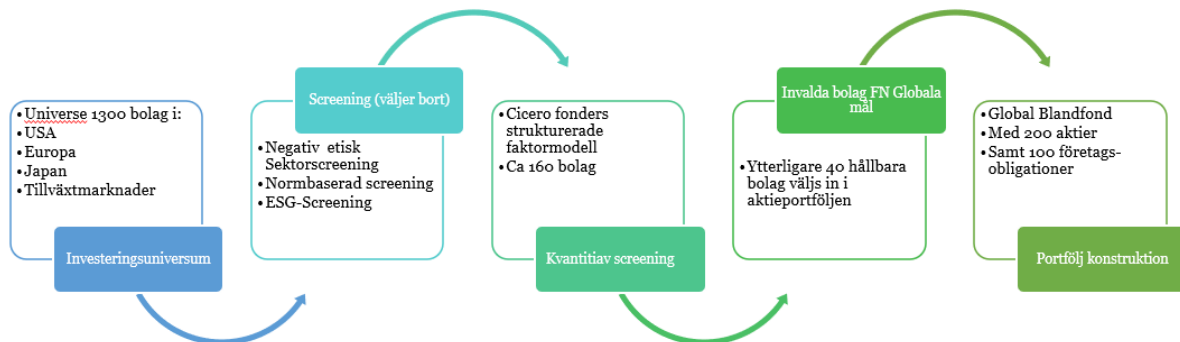 • Universe 1300 bolag i:
• USA
• Europa
• Japan
• Tillväxtmarknader
Investeringsuniversum
Screening (väljer bort)
• Negativ etisk
Sektorscreening
• Normbaserad screening
• ESG-Screening
• Cicero fonders
strukturerade
faktormodell
• Ca 160 bolag
Kvantitiav screening
Invalda bolag FN Globala
mål
• Ytterligare 40 hållbara
bolag väljs in i
aktieportföljen
• Global Blandfond
• Med 200 aktier
• Samt 100 företags-
obligationer
Portfölj konstruktion